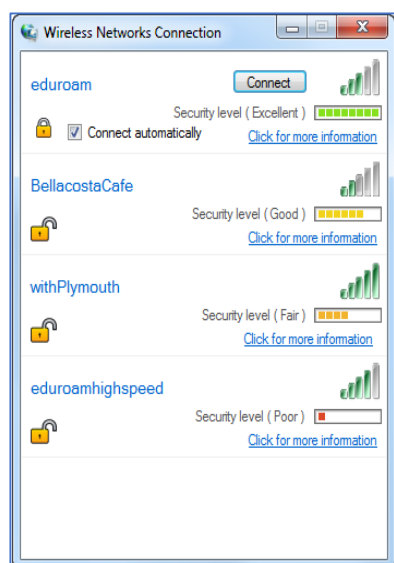 Wireless Networks Connection
eduroam
Connect
Security level ( Excellent )
Connect automatically
Click for more information
BellacostaCafe
Security level ( Good )
Click for more information
withPlymouth
Security level ( Fair )
Click for more information
eduroamhighspeed
Security level ( Poor )
Click for more information